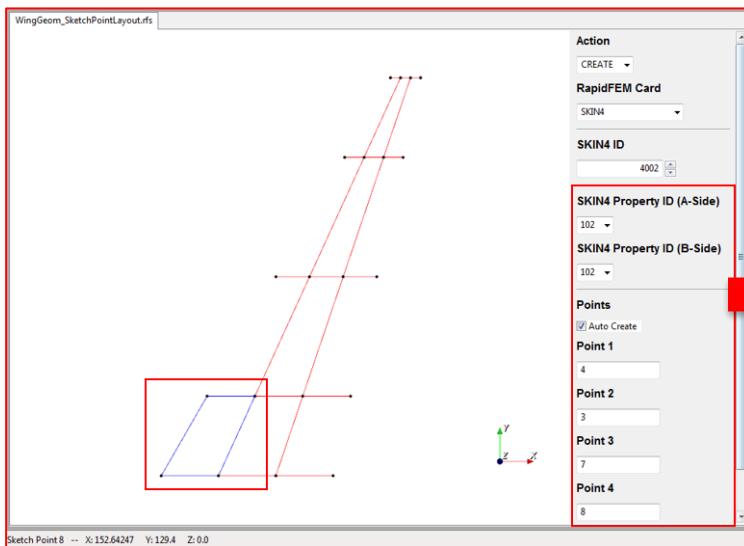 WingGeom_SketchPointLayout.rfs
Action
CREATE
RapidFEM Card
SKIN4
SKIN4 ID
4002
SKIN4 Property ID (A-Side)
102
SKIN4 Property ID (B-Side)
102
Points
Auto Create
Point 1
4
Point 2
3
Point 3
7
Point 4
8
Y
Z X
Sketch Point 8 -- X: 152.64247 Y: 129.4 Z: 0.0